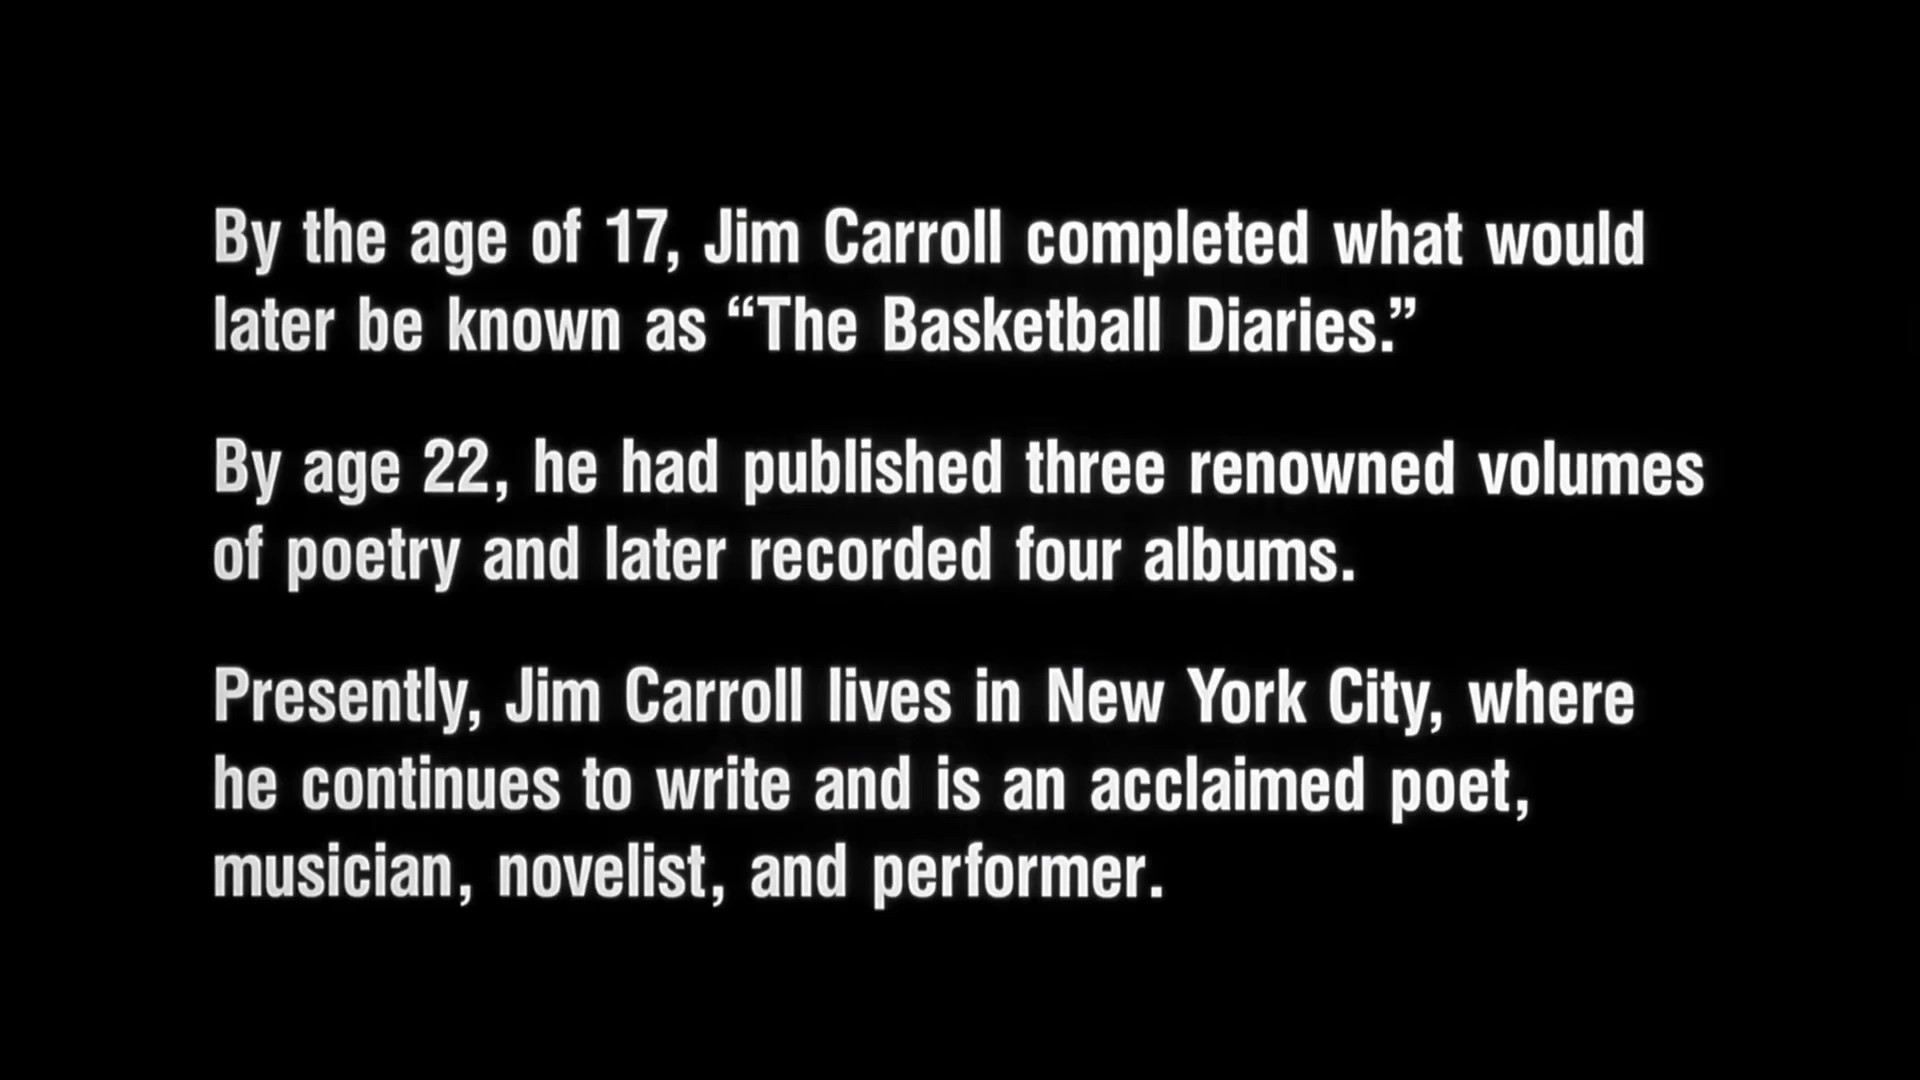 By the age of 17, Jim Carroll completed what would
later be known as “The Basketball Diaries.”
By age 22, he had published three renowned volumes
of poetry and later recorded four albums.
Presently, Jim Carroll lives in New York City, where
he continues to write and is an acclaimed poet,
musician, novelist, and performer.